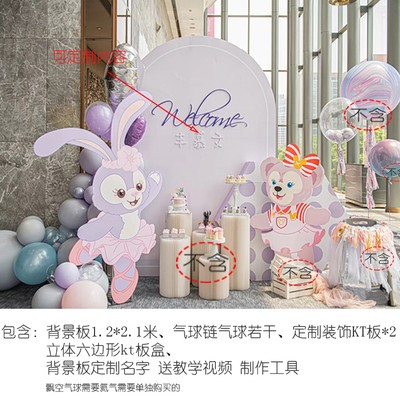 可定制内容
Welcome
丰品文
不含
不含
不含
不含
包含: 背景板1.2*2.1米、气球链气球若干、定制装饰KT板*2
立体六边形kt板盒、
背景板定制名字 送教学视频 制作工具
飘空气球需要氦气需要单独购买的